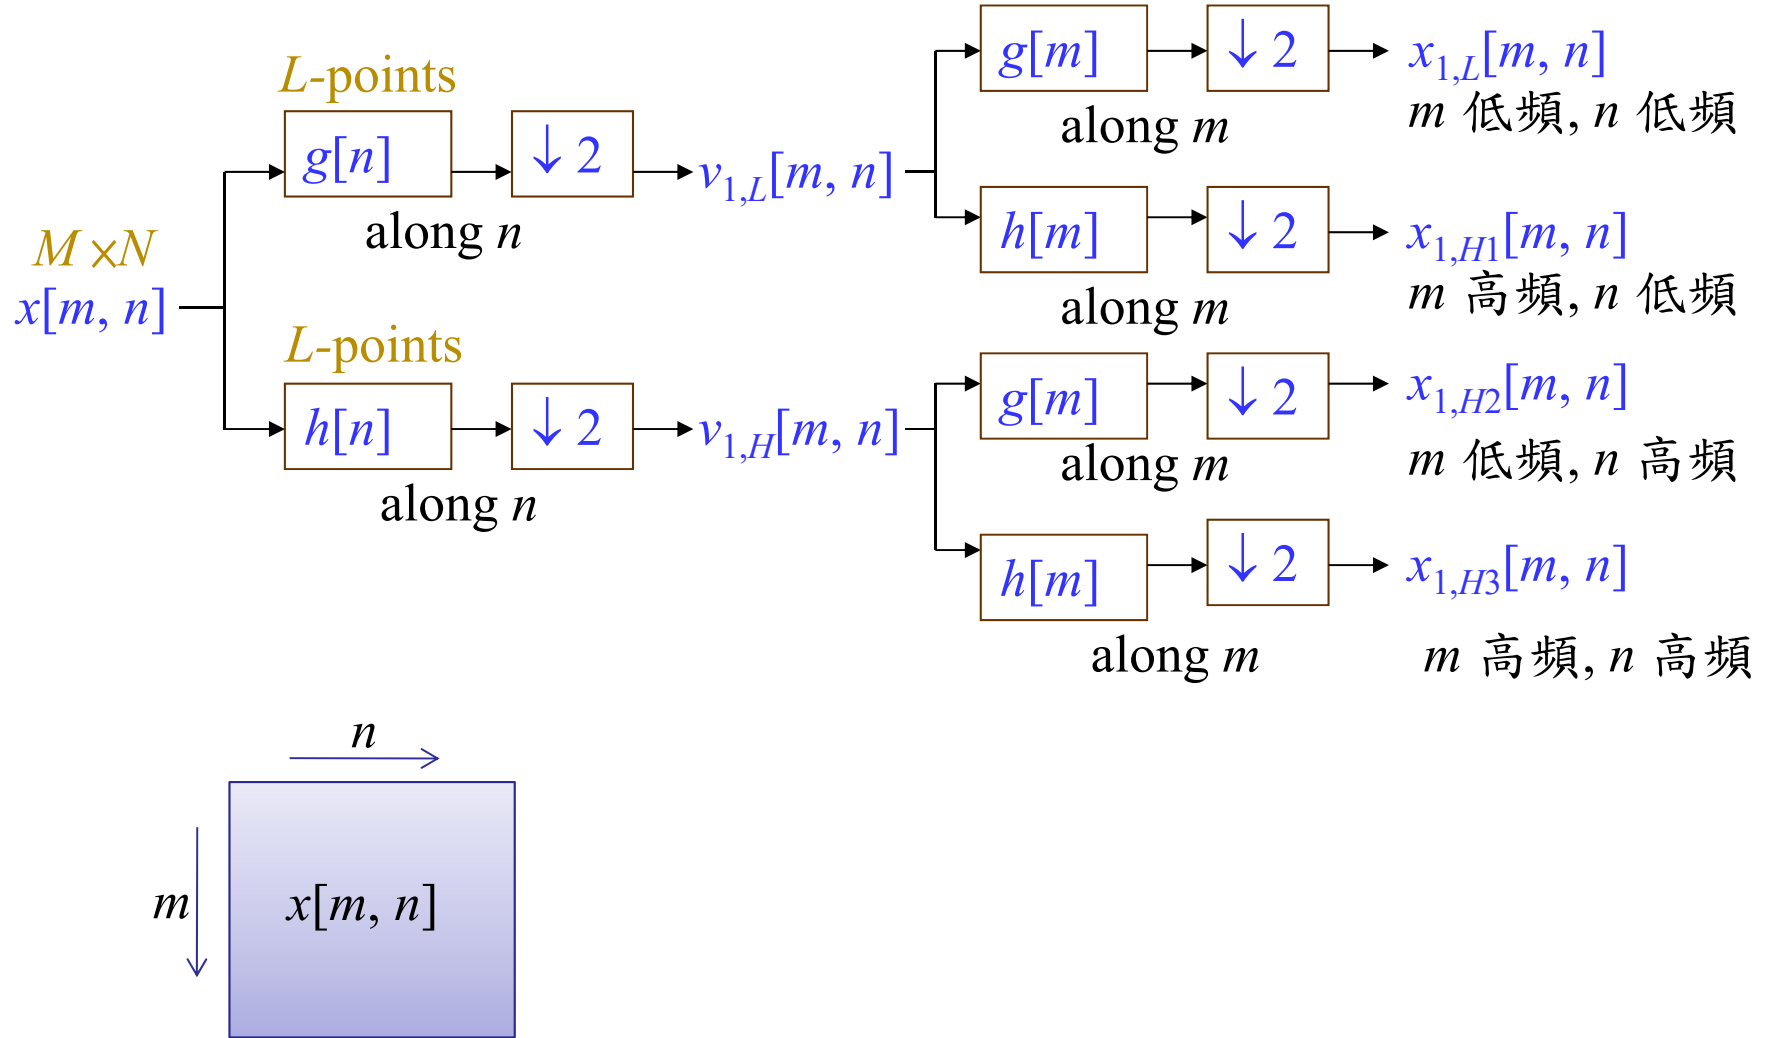 L-points
g[n]
↓2
along n
v₁,L[m, n]
g[m]
↓2
along m
x₁,L[m, n]
m 低頻, n 低頻
h[m]
↓2
along m
x₁,H1[m, n]
m 高頻, n 低頻
M×N
x[m, n]
L-points
h[n]
↓2
along n
v₁,H[m, n]
g[m]
↓2
along m
x₁,H2[m, n]
m 低頻, n 高頻
h[m]
↓2
along m
x₁,H3[m, n]
m 高頻, n 高頻
n
m
x[m, n]